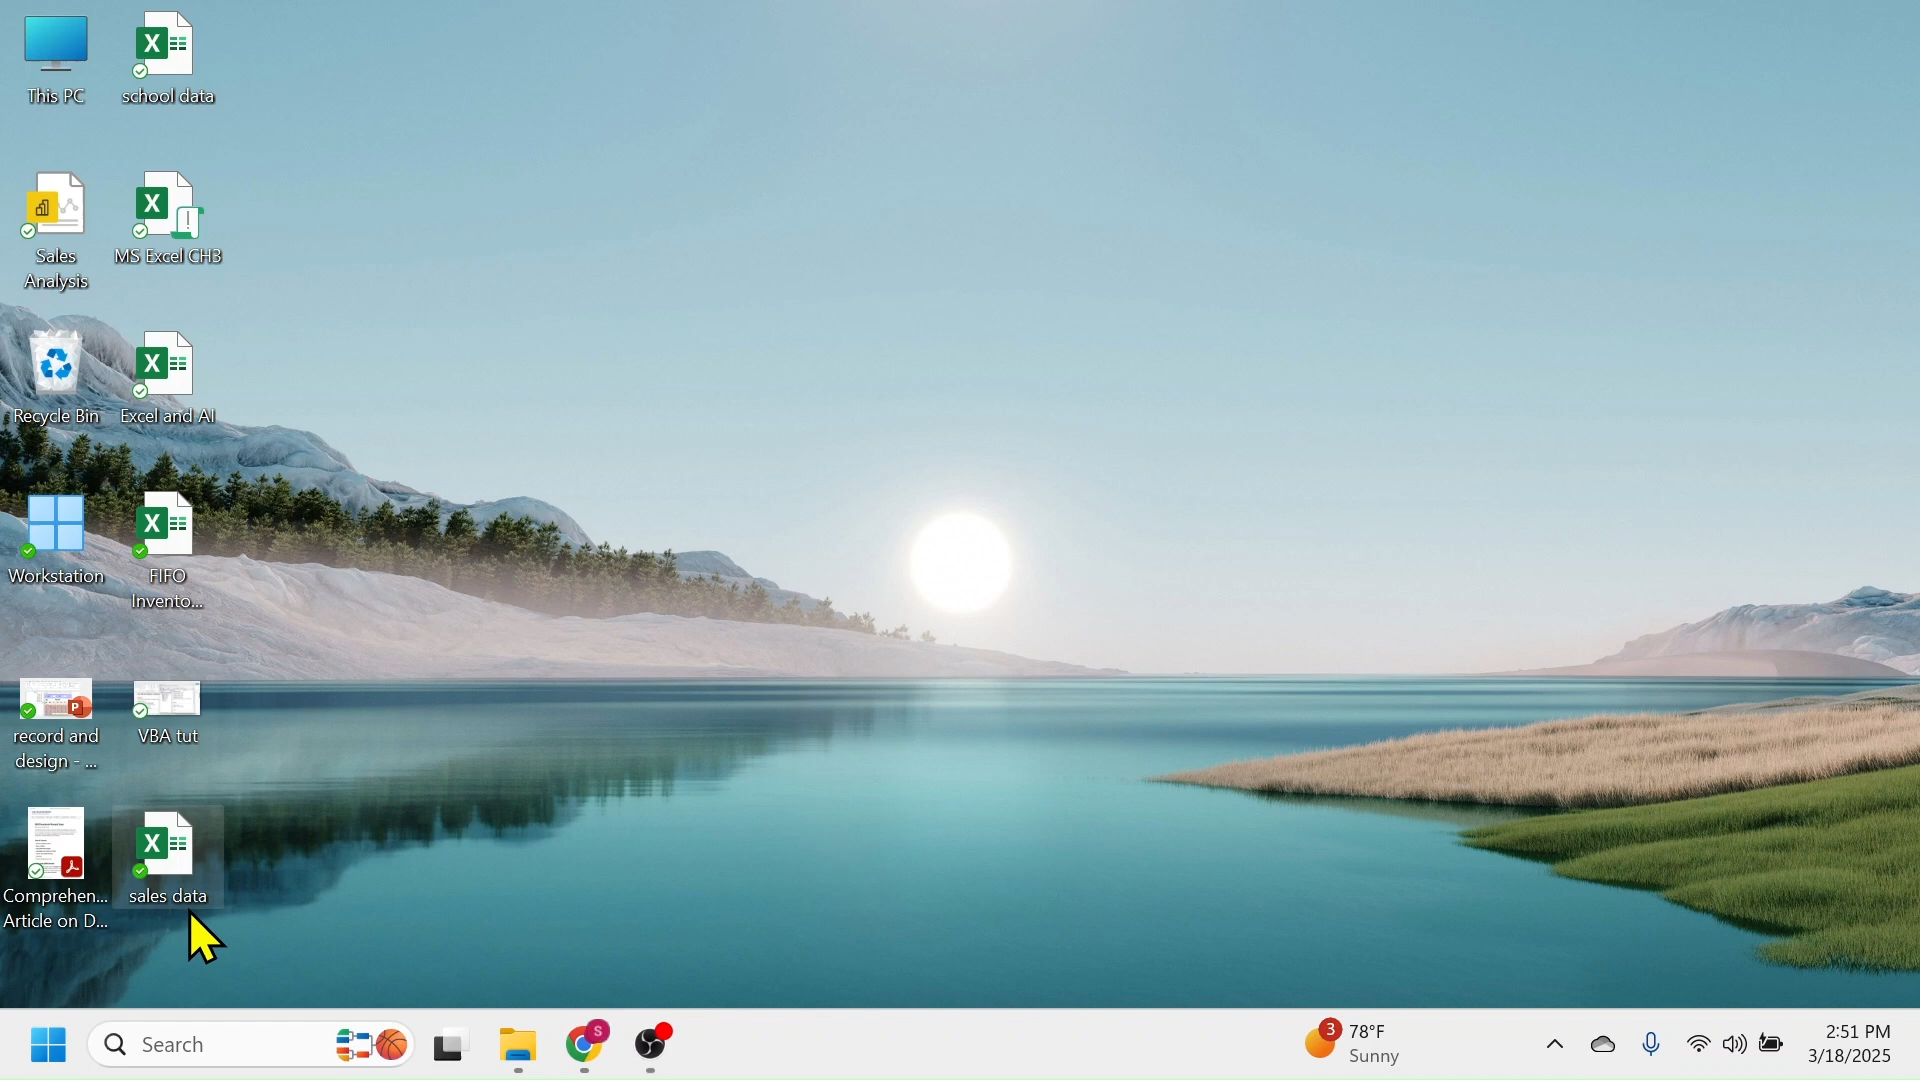 This PC
school data
Sales
Analysis
MS Excel CH3
Recycle Bin
Excel and AI
Workstation
FIFO
Invento...
record and
design - ...
VBA tut
Comprehen...
Article on D...
sales data
Search
S
3
78°F
Sunny
2:51 PM
3/18/2025